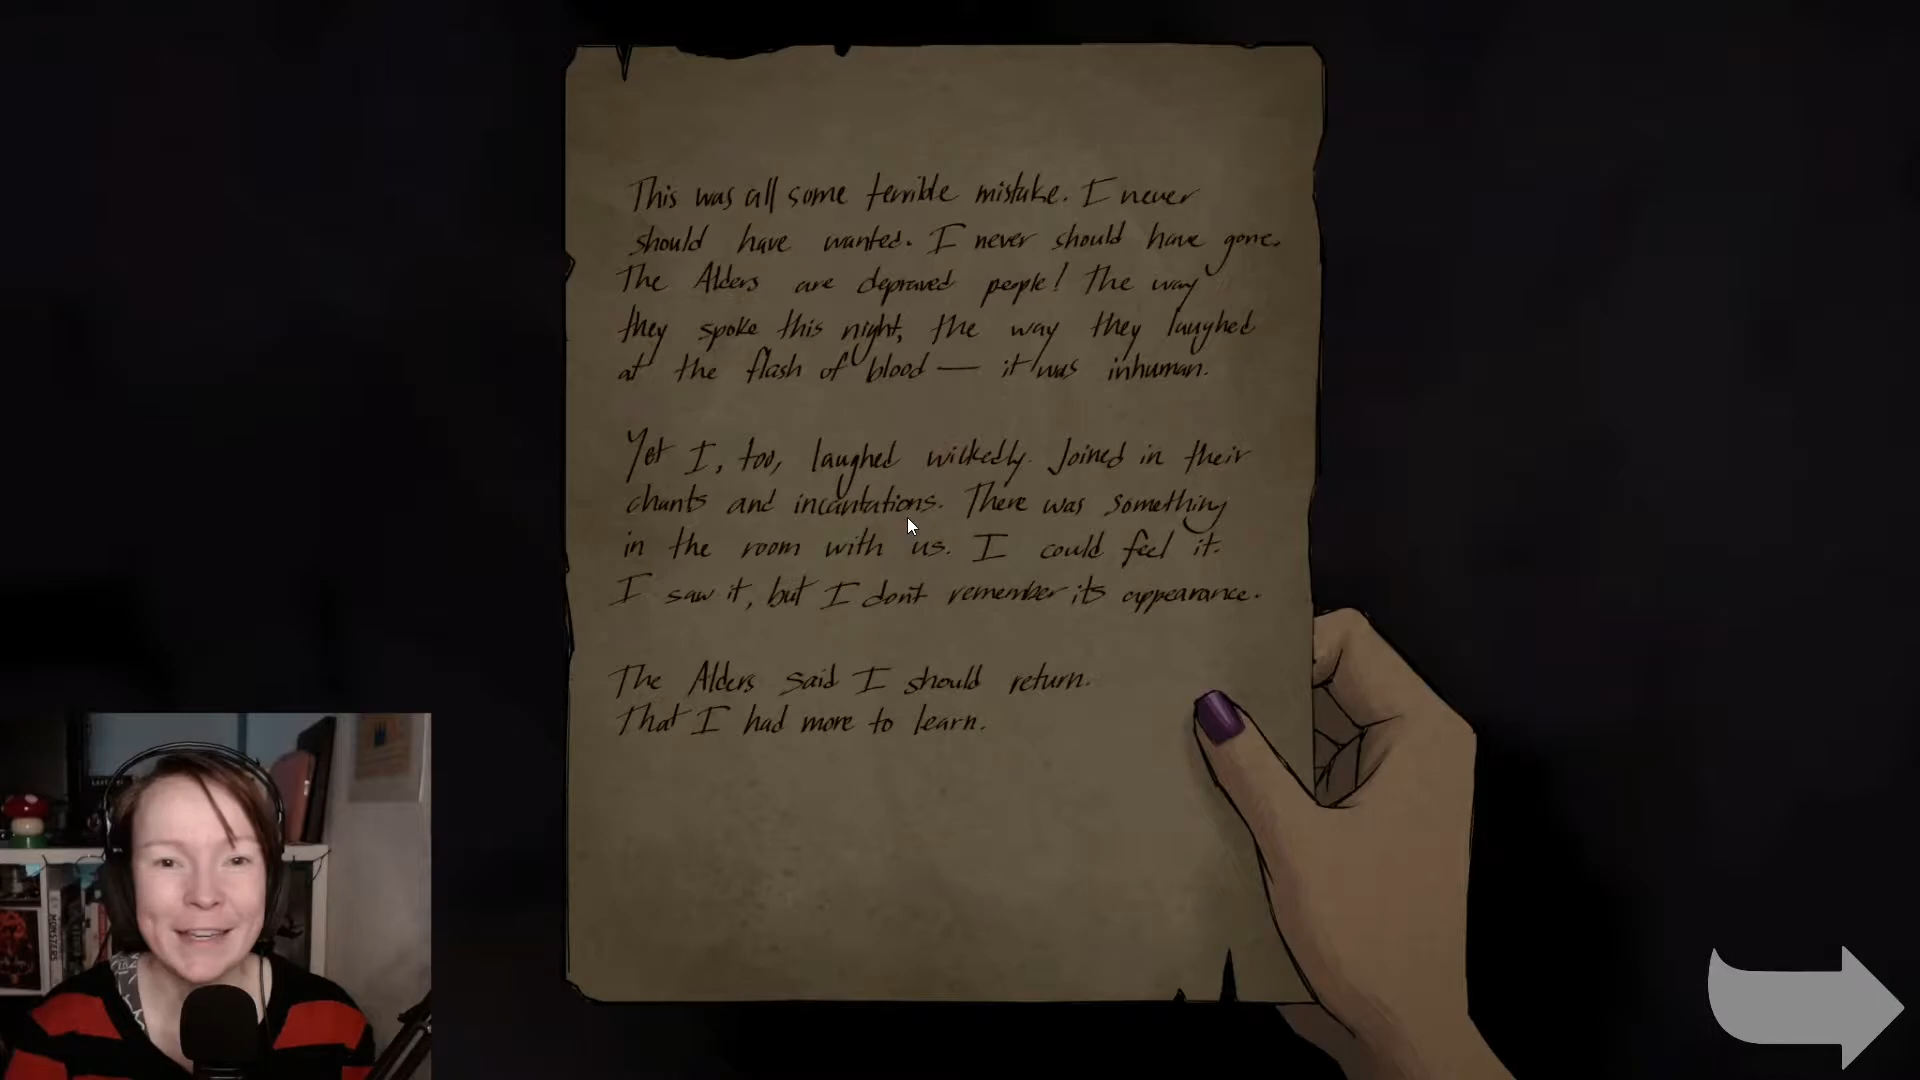 This was all some terrible mistake. I never
should have wanted. I never should have gone.
The Alders are depraved people! The way
they spoke this night, the way they laughed
at the flash of blood — it was inhuman.
Yet I, too, laughed wickedly. Joined in their
chants and incantations. There was something
in the room with us. I could feel it.
I saw it, but I don't remember its appearance.
The Alders said I should return.
That I had more to learn.